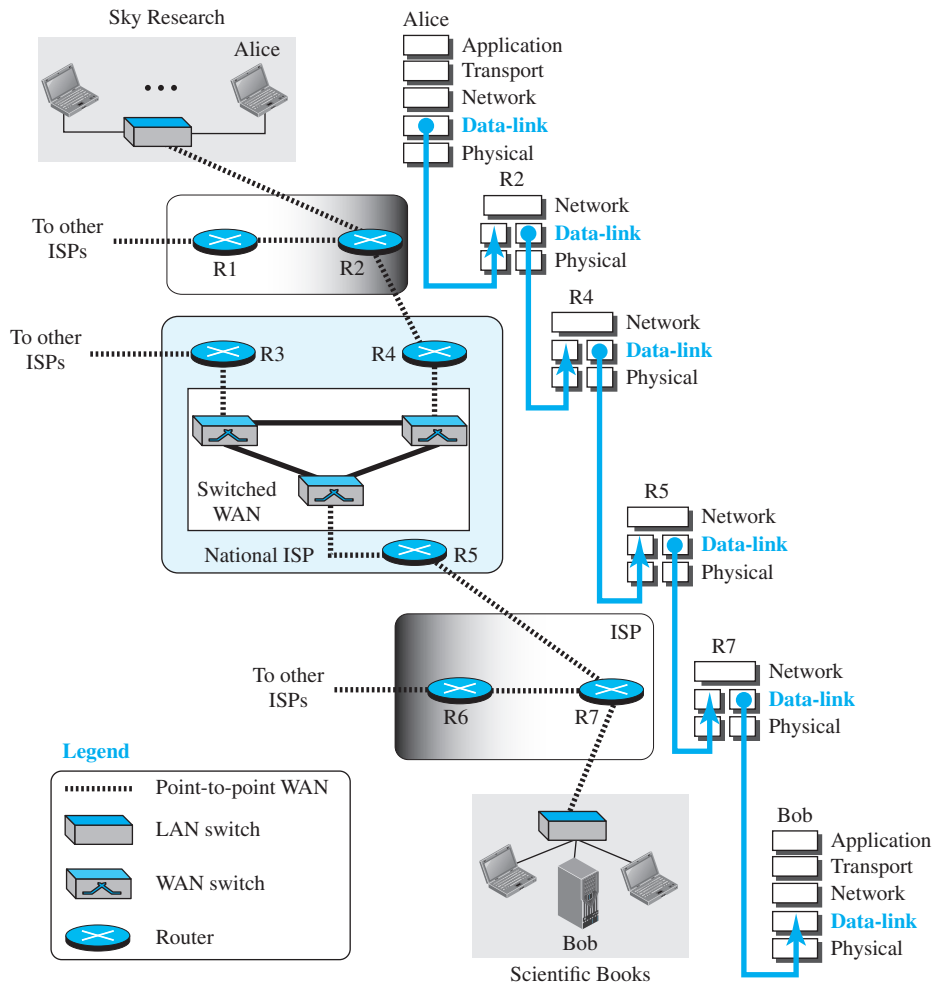 Sky Research
Alice
To other
ISPs
R1
R2
To other
ISPs
R3
R4
Switched
WAN
National ISP
R5
ISP
To other
ISPs
R6
R7
Bob
Scientific Books
Legend
Point-to-point WAN
LAN switch
WAN switch
Router
Alice
Application
Transport
Network
Data-link
Physical
R2
Network
Data-link
Physical
R4
Network
Data-link
Physical
R5
Network
Data-link
Physical
R7
Network
Data-link
Physical
Bob
Application
Transport
Network
Data-link
Physical